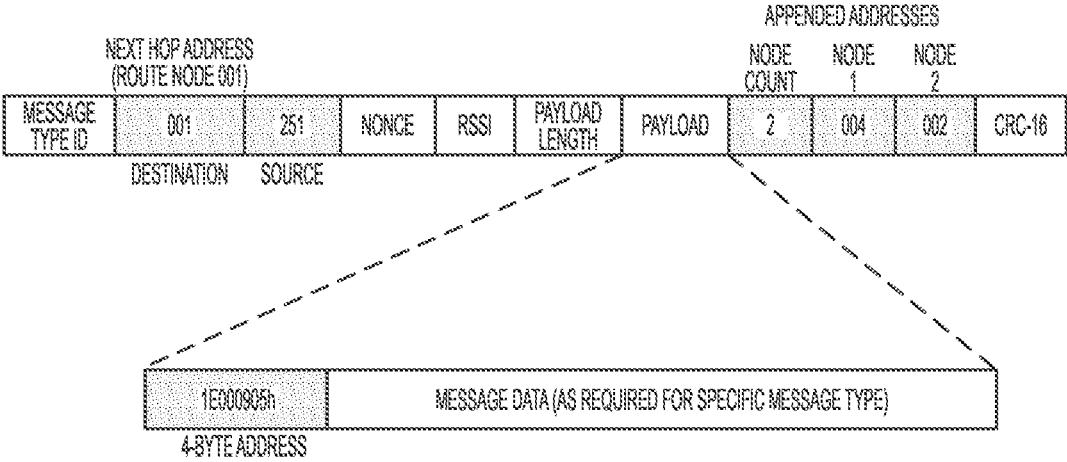 APPENDED ADDRESSES
NEXT HOP ADDRESS
(ROUTE NODE 001)
NODE COUNT
NODE 1
NODE 2
MESSAGE TYPE ID
001
251
NONCE
RSSI
PAYLOAD LENGTH
PAYLOAD
2
004
002
CRC-16
DESTINATION
SOURCE
1E000905h
MESSAGE DATA (AS REQUIRED FOR SPECIFIC MESSAGE TYPE)
4-BYTE ADDRESS